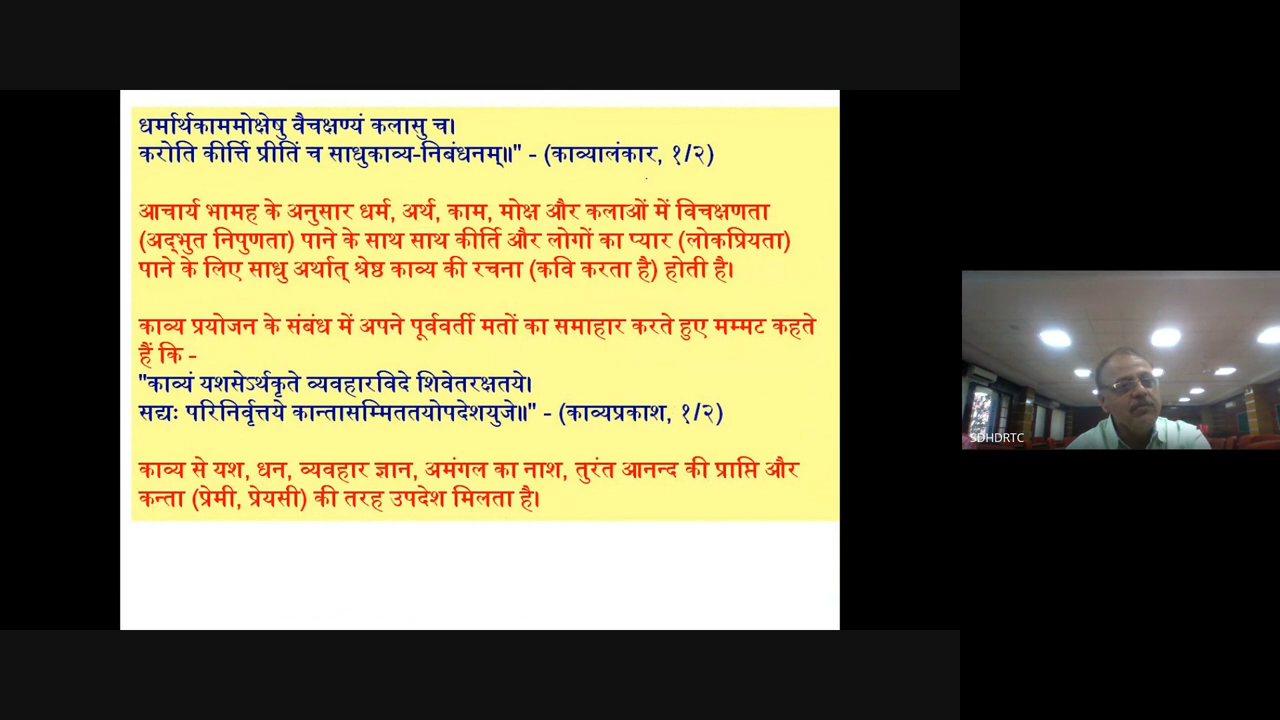 धर्मार्थकाममोक्षेषु वैचक्षण्यं कलासु च।
करोति कीर्त्ति प्रीतिं च साधुकाव्य-निबंधनम्॥" - (काव्यालंकार, १/२)
आचार्य भामह के अनुसार धर्म, अर्थ, काम, मोक्ष और कलाओं में विचक्षणता
(अद्भुत निपुणता) पाने के साथ साथ कीर्ति और लोगों का प्यार (लोकप्रियता)
पाने के लिए साधु अर्थात् श्रेष्ठ काव्य की रचना (कवि करता है) होती है।
काव्य प्रयोजन के संबंध में अपने पूर्ववर्ती मतों का समाहार करते हुए मम्मट कहते
हैं कि -
"काव्यं यशसेऽर्थकृते व्यवहारविदे शिवेतरक्षतये।
सद्यः परिनिर्वृत्तये कान्तासम्मिततयोपदेशयुजे॥" - (काव्यप्रकाश, १/२)
काव्य से यश, धन, व्यवहार ज्ञान, अमंगल का नाश, तुरंत आनन्द की प्राप्ति और
कन्ता (प्रेमी, प्रेयसी) की तरह उपदेश मिलता है।
SDHDRTC